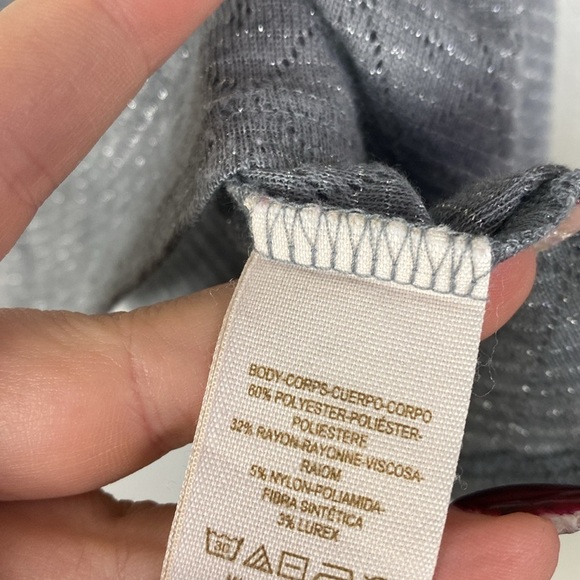 BODY-CORPS-CUERPO-CORPO
60% POLYESTER-POLIÉSTER-
POLIESTERE
32% RAYON-RAYONNE-VISCOSA-
RAIOM
5% NYLON-POLIAMIDA-
FIBRA SINTÉTICA
3% LUREX
30